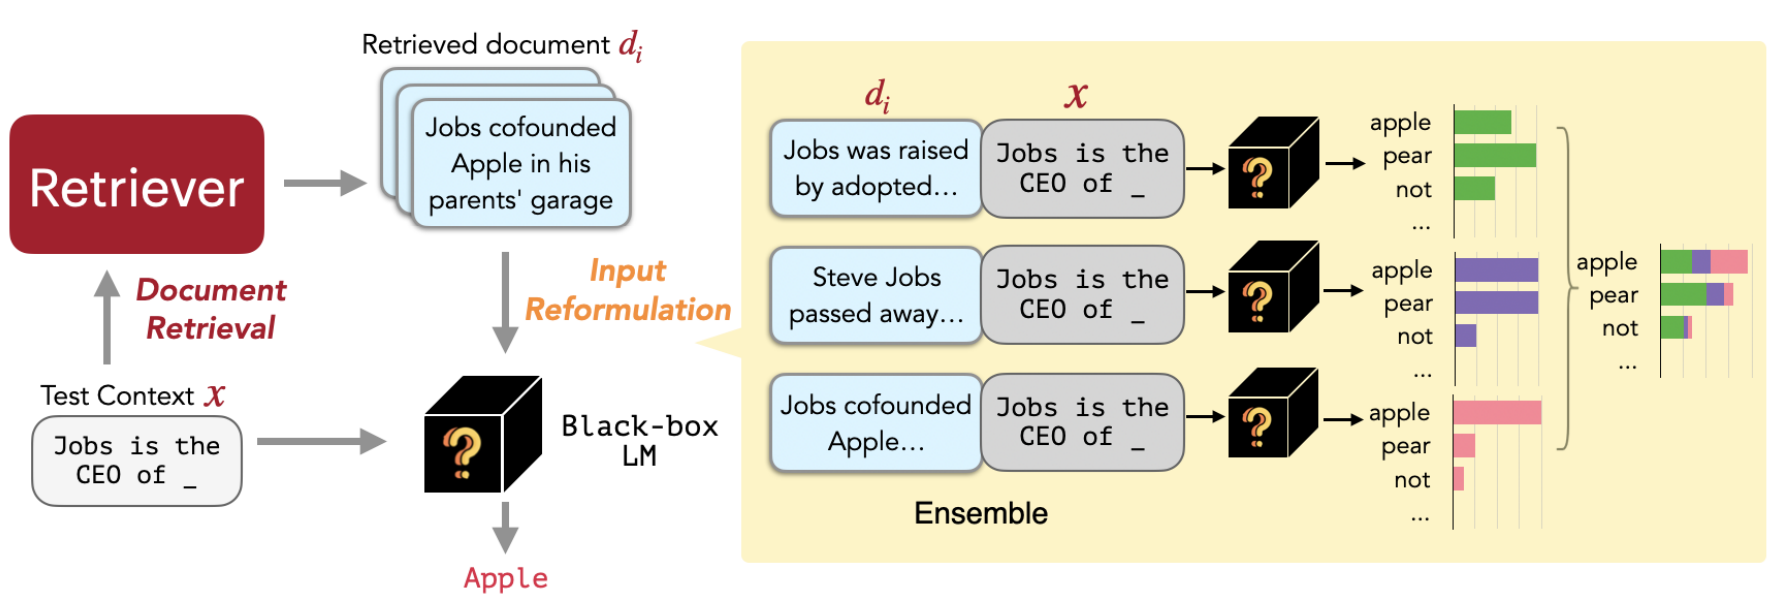 Retrieved document di
Jobs cofounded
Apple in his
parents' garage
Retriever
Document
Retrieval
Input
Reformulation
Test Context x
Jobs is the
CEO of _
?
Black-box
LM
Apple
di
x
Jobs was raised
by adopted...
Jobs is the
CEO of _
?
apple
pear
not
...
Steve Jobs
passed away...
Jobs is the
CEO of _
?
apple
pear
not
...
Jobs cofounded
Apple...
Jobs is the
CEO of _
?
apple
pear
not
...
apple
pear
not
...
Ensemble